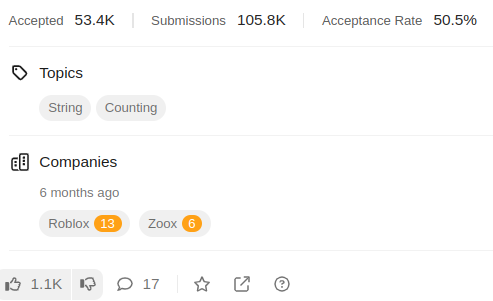 Accepted 53.4K Submissions 105.8K Acceptance Rate 50.5%
Topics
String Counting
Companies
6 months ago
Roblox 13 Zoox 6
1.1K 17